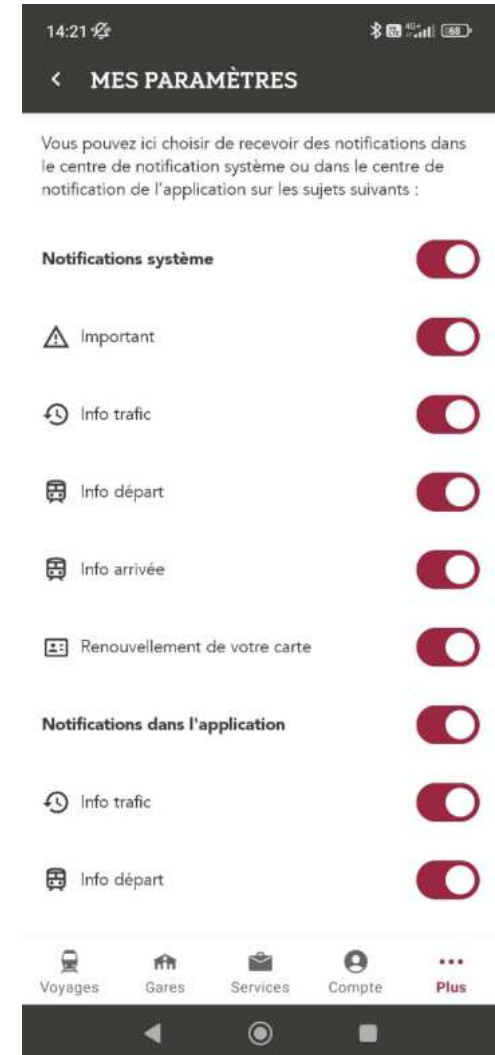 14:21
4G+
68
MES PARAMÈTRES
Vous pouvez ici choisir de recevoir des notifications dans
le centre de notification système ou dans le centre de
notification de l'application sur les sujets suivants :
Notifications système
Important
Info trafic
Info départ
Info arrivée
Renouvellement de votre carte
Notifications dans l'application
Info trafic
Info départ
Voyages Gares Services Compte Plus